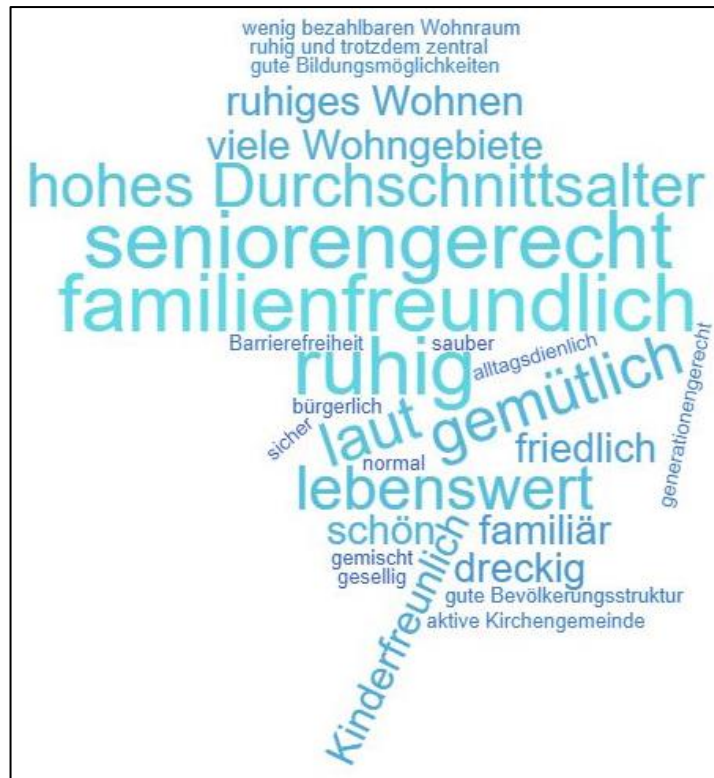 wenig bezahlbaren Wohnraum
ruhig und trotzdem zentral
gute Bildungsmöglichkeiten
ruhiges Wohnen
viele Wohngebiete
hohes Durchschnittsalter
seniorengerecht
familienfreundlich
Barrierefreiheit
sauber
ruhig
alltagsdienlich
generationengerecht
bürgerlich
gemütlich
sicher
laut
friedlich
normal
lebenswert
schön
familiär
gemischt
gesellig
dreckig
Kinderfreunlich
gute Bevölkerungsstruktur
aktive Kirchengemeinde